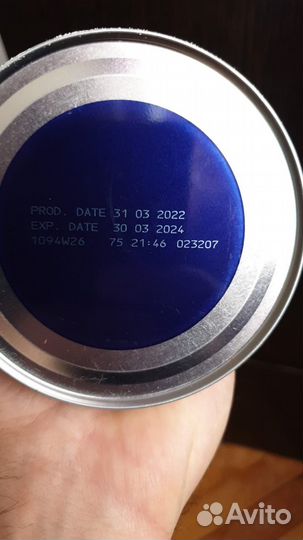 PROD. DATE 31 03 2022
EXP. DATE 30 03 2024
1094W26 75 21:46 023207
Avito